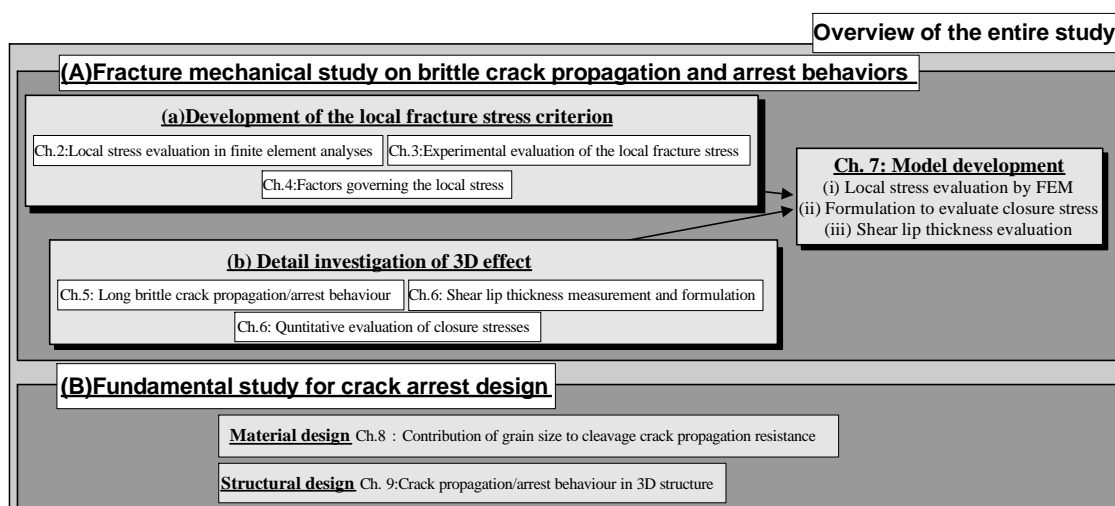 Overview of the entire study
(A)Fracture mechanical study on brittle crack propagation and arrest behaviors
(a)Development of the local fracture stress criterion
Ch.2:Local stress evaluation in finite element analyses
Ch.3:Experimental evaluation of the local fracture stress
Ch.4:Factors governing the local stress
Ch. 7: Model development
(i) Local stress evaluation by FEM
(ii) Formulation to evaluate closure stress
(iii) Shear lip thickness evaluation
(b) Detail investigation of 3D effect
Ch.5: Long brittle crack propagation/arrest behaviour
Ch.6: Shear lip thickness measurement and formulation
Ch.6: Quntitative evaluation of closure stresses
(B)Fundamental study for crack arrest design
Material design Ch.8：Contribution of grain size to cleavage crack propagation resistance
Structural design Ch. 9:Crack propagation/arrest behaviour in 3D structure